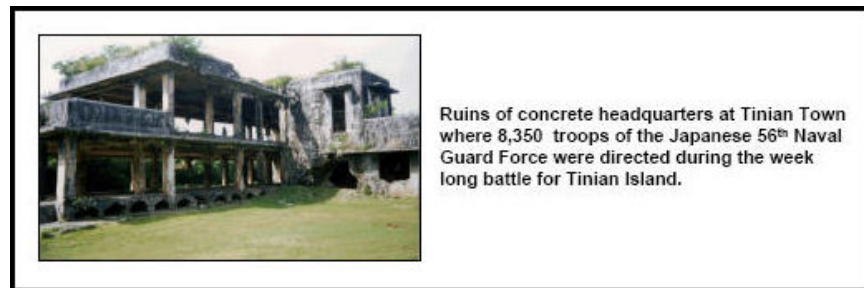 Ruins of concrete headquarters at Tinian Town
where 8,350 troops of the Japanese 56th Naval
Guard Force were directed during the week
long battle for Tinian Island.